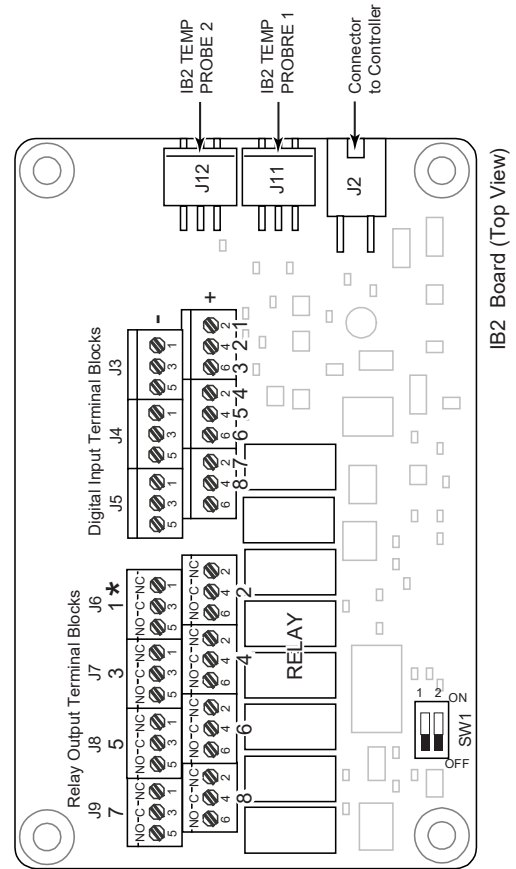 IB2 TEMP
PROBE 2
IB2 TEMP
PROBRE 1
Connector
to Controller
J12
J11
J2
Relay Output Terminal Blocks
Digital Input Terminal Blocks
J9 J8 J7 J6 J5 J4 J3
7 5 3 1 * -
NO C NC NO C NC NO C NC NO C NC
5 3 1 5 3 1 5 3 1 5 3 1 5 3 1 5 3 1 5 3 1
NO C NC NO C NC NO C NC NO C NC +
6 4 2 6 4 2 6 4 2 6 4 2 6 4 2 6 4 2 6 4 2
8 6 4 2 8 7 6 5 4 3 2 1
RELAY
1 2
ON
OFF
SW1
IB2 Board (Top View)